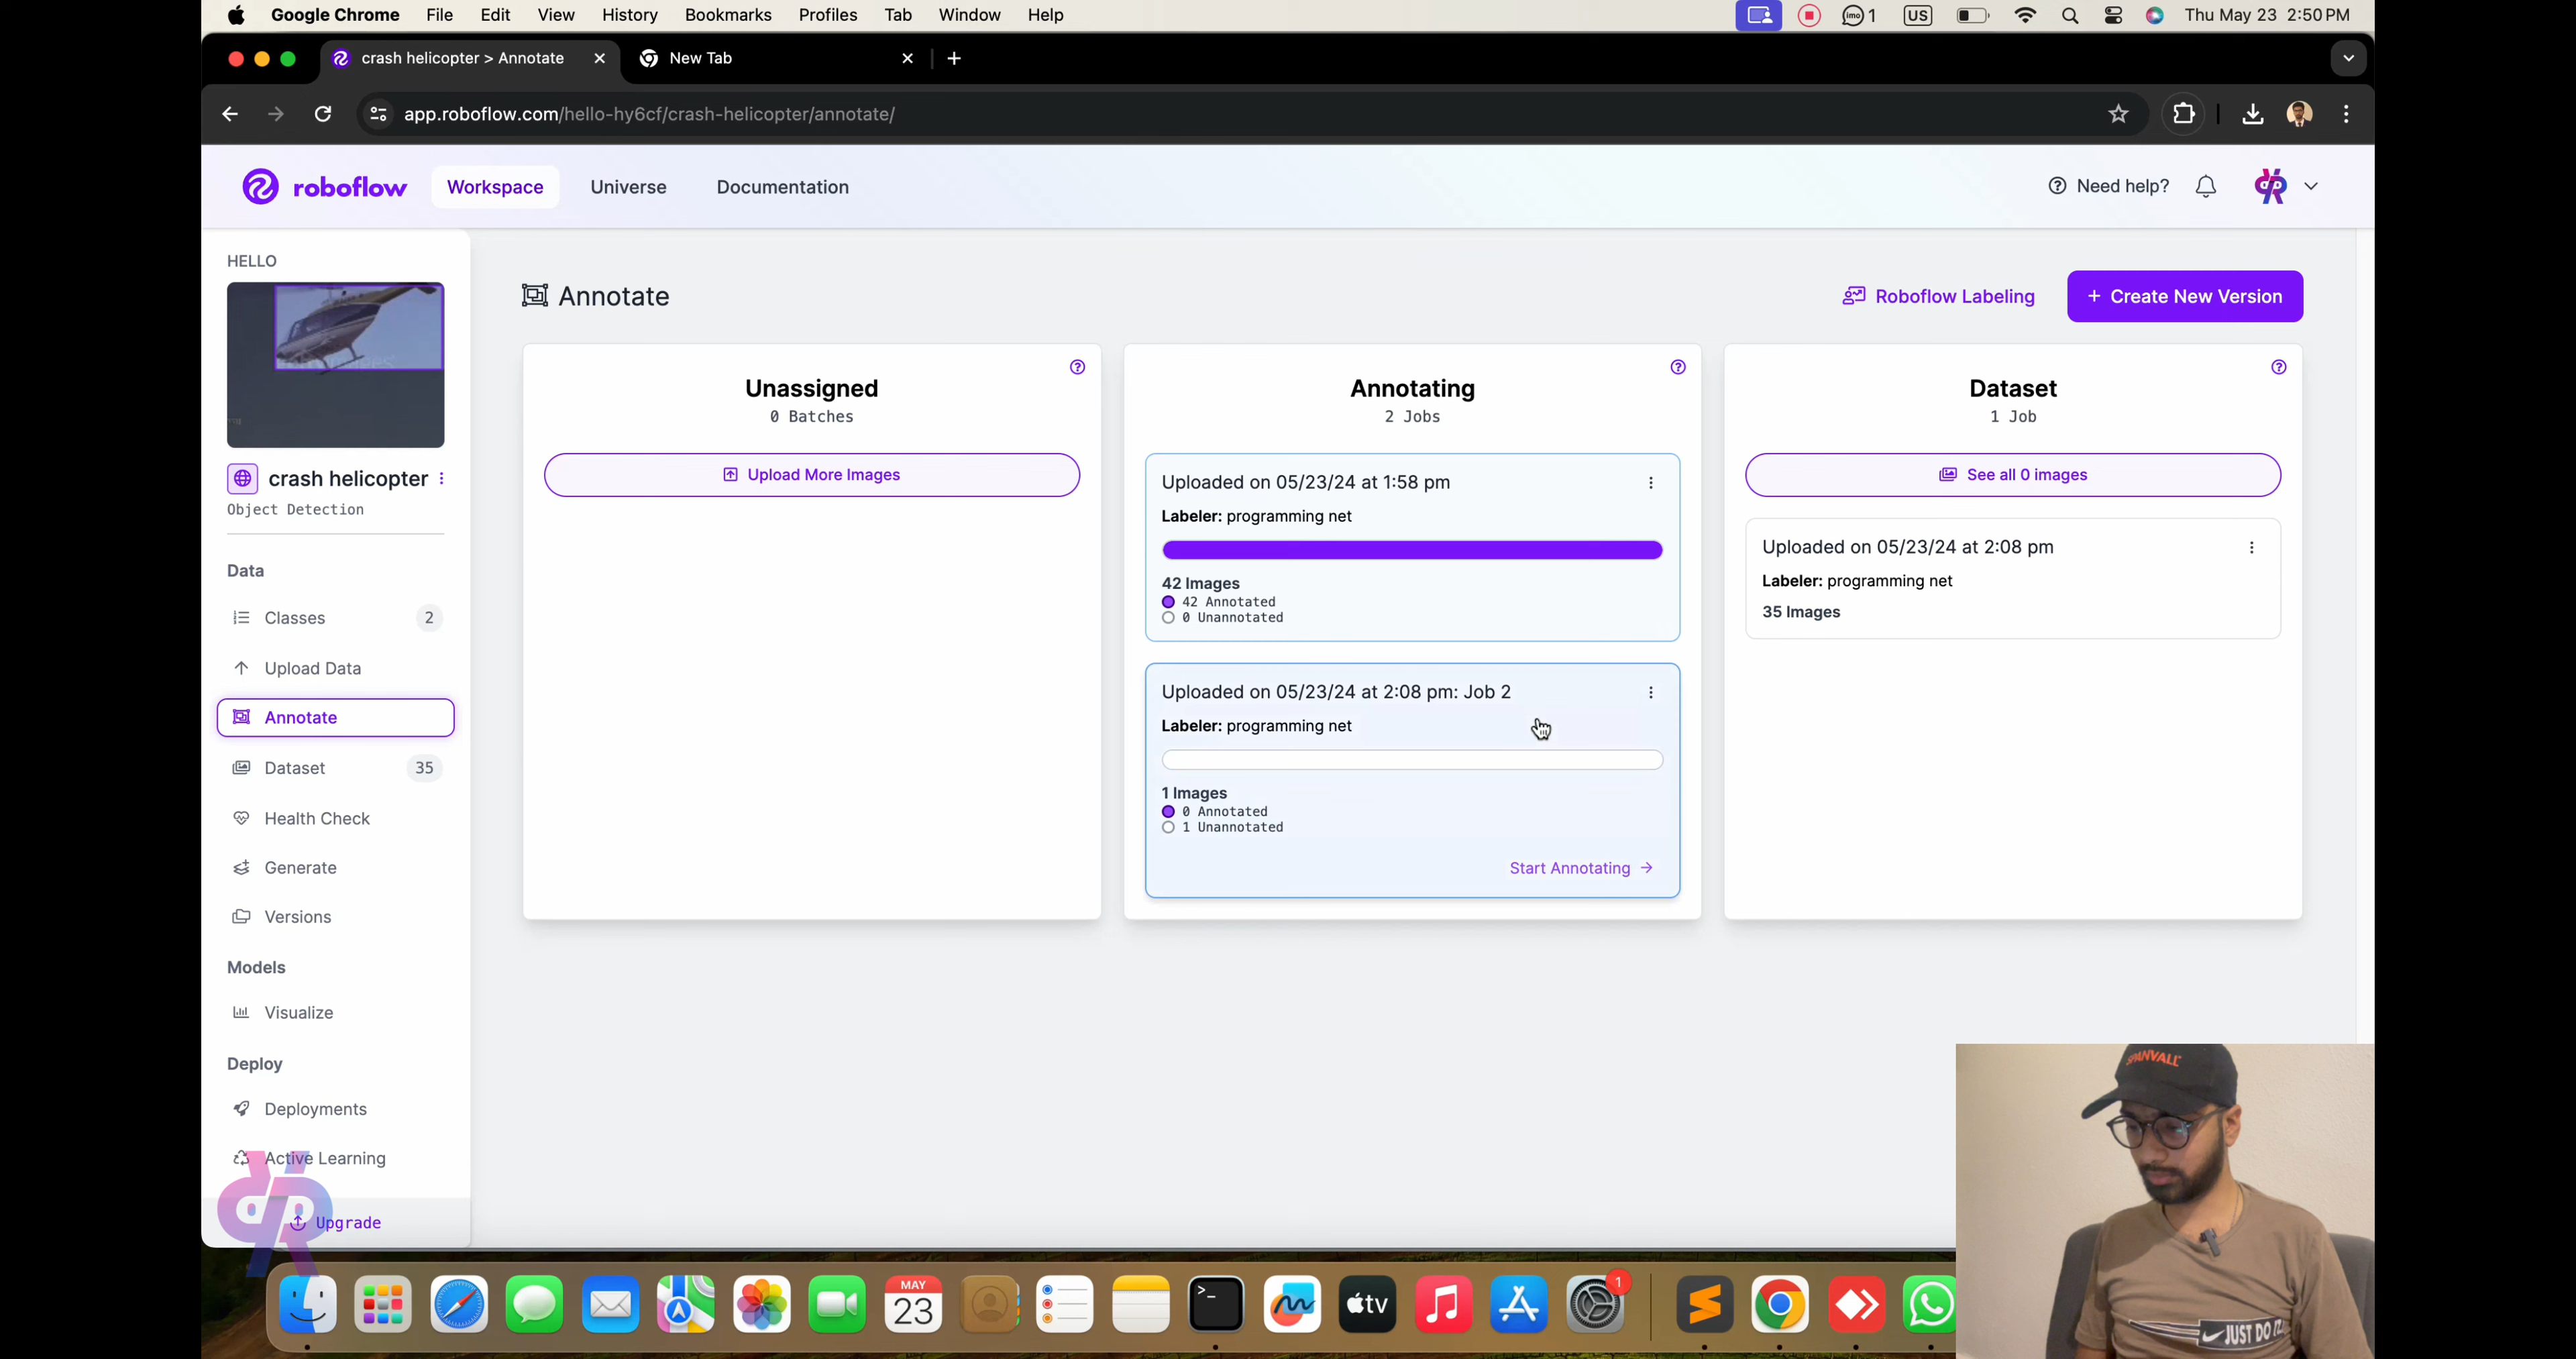 Google Chrome File Edit View History Bookmarks Profiles Tab Window Help imo 1 US Thu May 23 2:50 PM
crash helicopter > Annotate New Tab
app.roboflow.com/hello-hy6cf/crash-helicopter/annotate/
roboflow Workspace Universe Documentation Need help?
HELLO
crash helicopter
Object Detection
Data
Classes 2
Upload Data
Annotate
Dataset 35
Health Check
Generate
Versions
Models
Visualize
Deploy
Deployments
Active Learning
Upgrade
Annotate
Roboflow Labeling
+ Create New Version
Unassigned
0 Batches
Upload More Images
Annotating
2 Jobs
Uploaded on 05/23/24 at 1:58 pm
Labeler: programming net
42 Images
42 Annotated
0 Unannotated
Uploaded on 05/23/24 at 2:08 pm: Job 2
Labeler: programming net
1 Images
0 Annotated
1 Unannotated
Start Annotating →
Dataset
1 Job
See all 0 images
Uploaded on 05/23/24 at 2:08 pm
Labeler: programming net
35 Images
SPANVALL
JUST DO IT.
MAY
23
tv
1